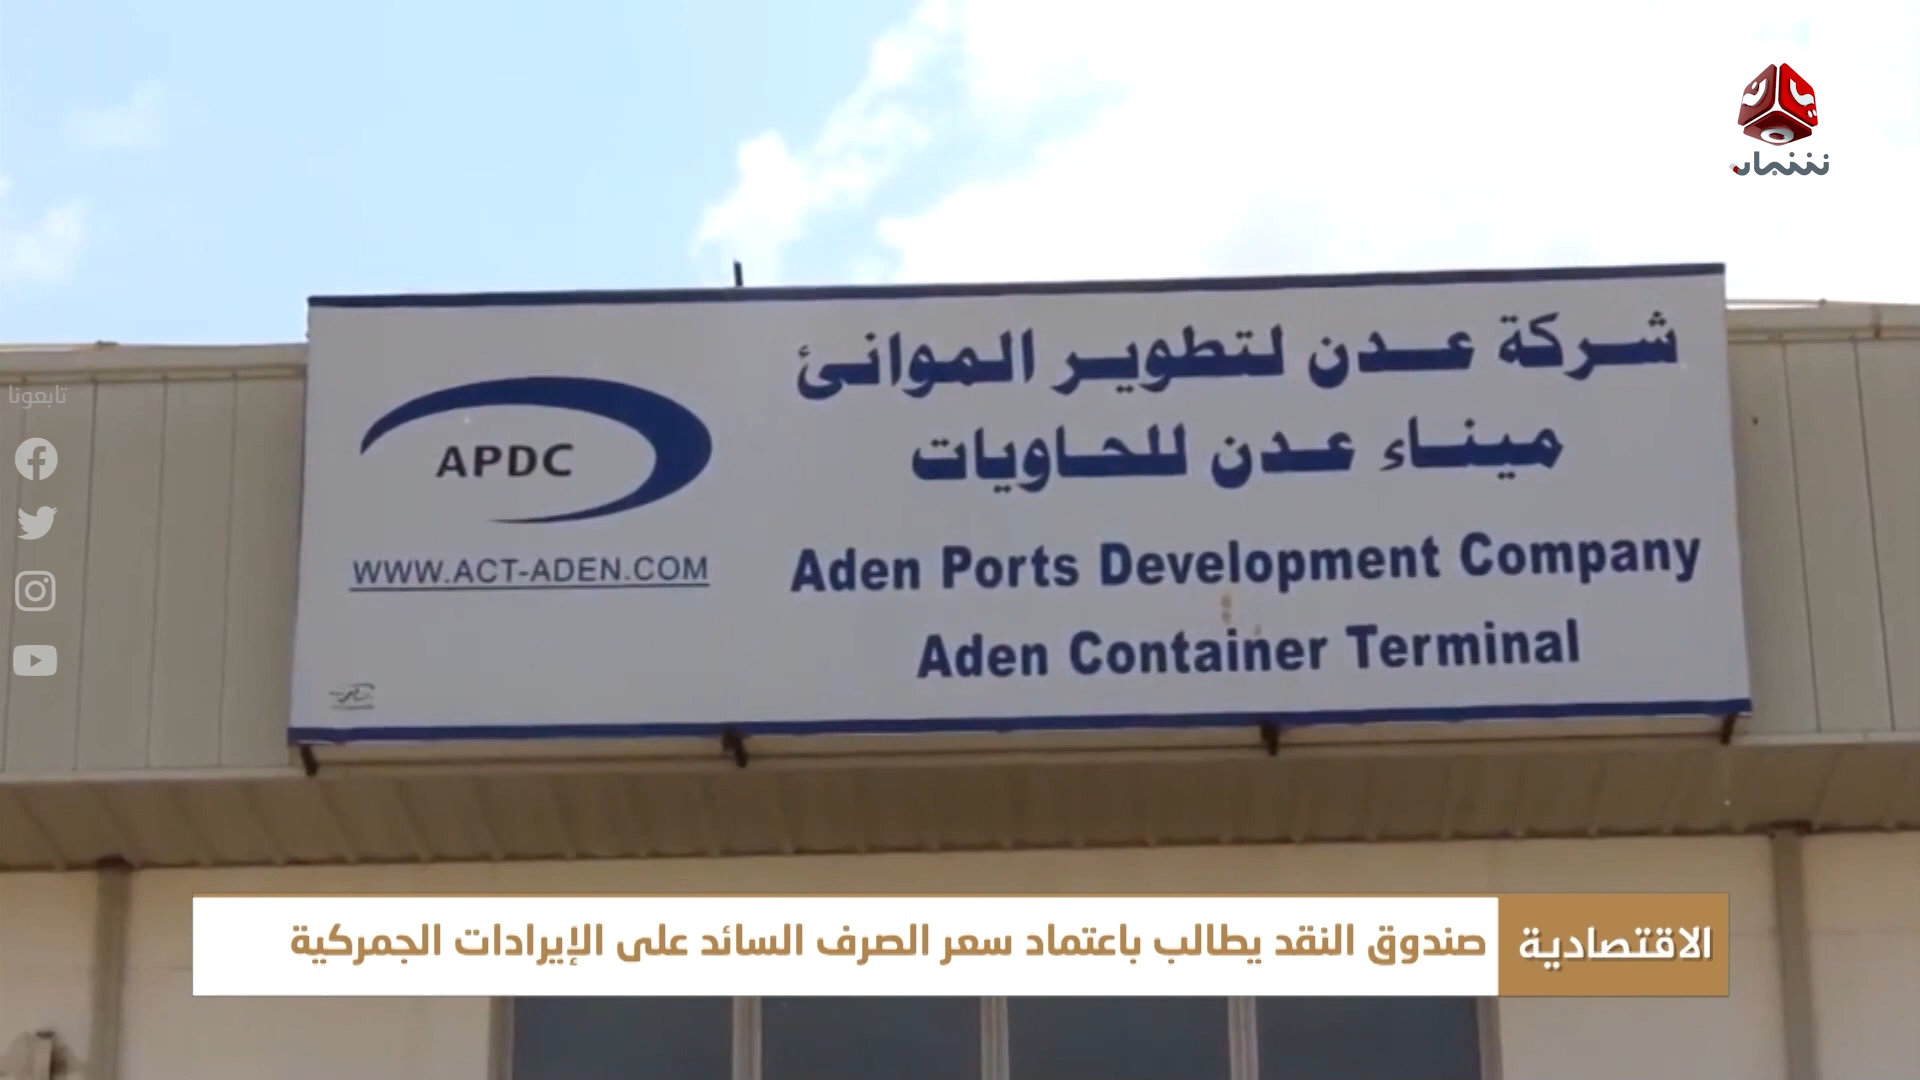 شركة عدن لتطوير الموانئ
ميناء عدن للحاويات
Aden Ports Development Company
Aden Container Terminal
APDC
WWW.ACT-ADEN.COM
تابعونا
الاقتصادية
صندوق النقد يطالب باعتماد سعر الصرف السائد على الإيرادات الجمركية